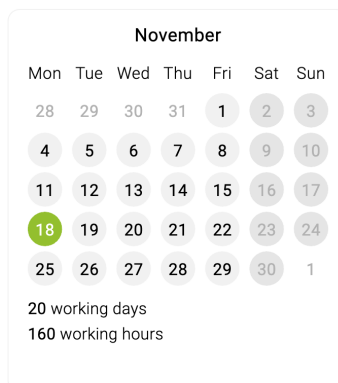 November
Mon Tue Wed Thu Fri Sat Sun
28 29 30 31 1 2 3
4 5 6 7 8 9 10
11 12 13 14 15 16 17
18 19 20 21 22 23 24
25 26 27 28 29 30 1
20 working days
160 working hours